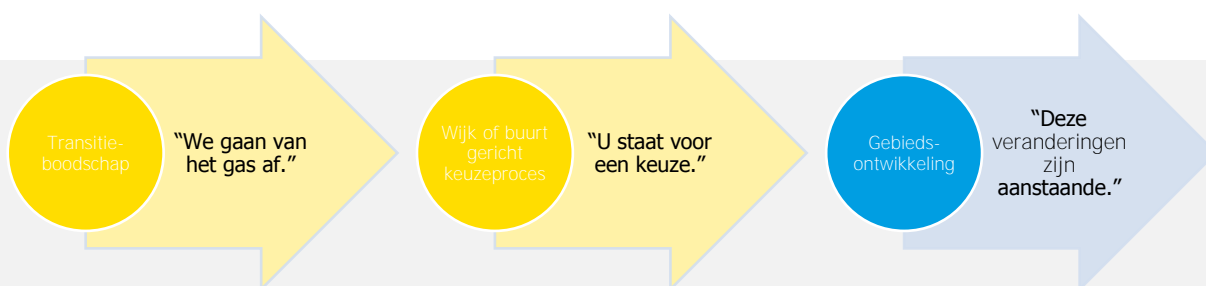 Transitie-
boodschap
“We gaan van
het gas af.”
Wijk of buurt
gericht
keuzeproces
“U staat voor
een keuze.”
Gebieds-
ontwikkeling
“Deze
veranderingen
zijn
aanstaande.”